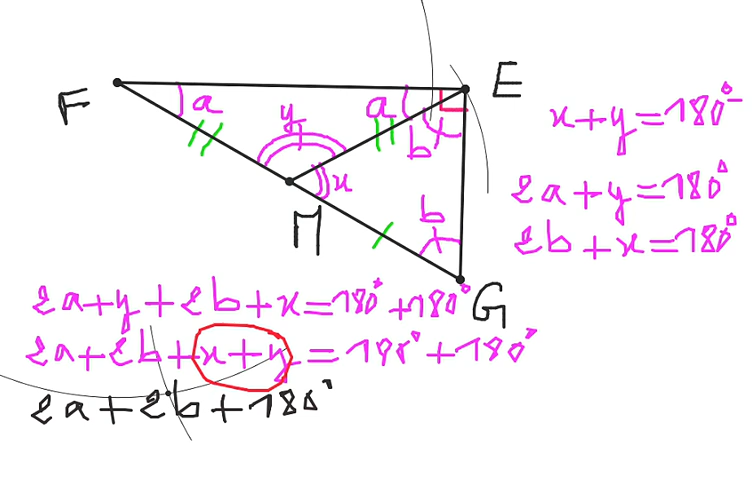 F
E
a
y
a
b
x
M
b
G
x+y=180°
2a+y=180°
2b+x=180°
2a+y+2b+x=180°+180°
2a+2b+x+y=180°+180°
2a+2b+180°